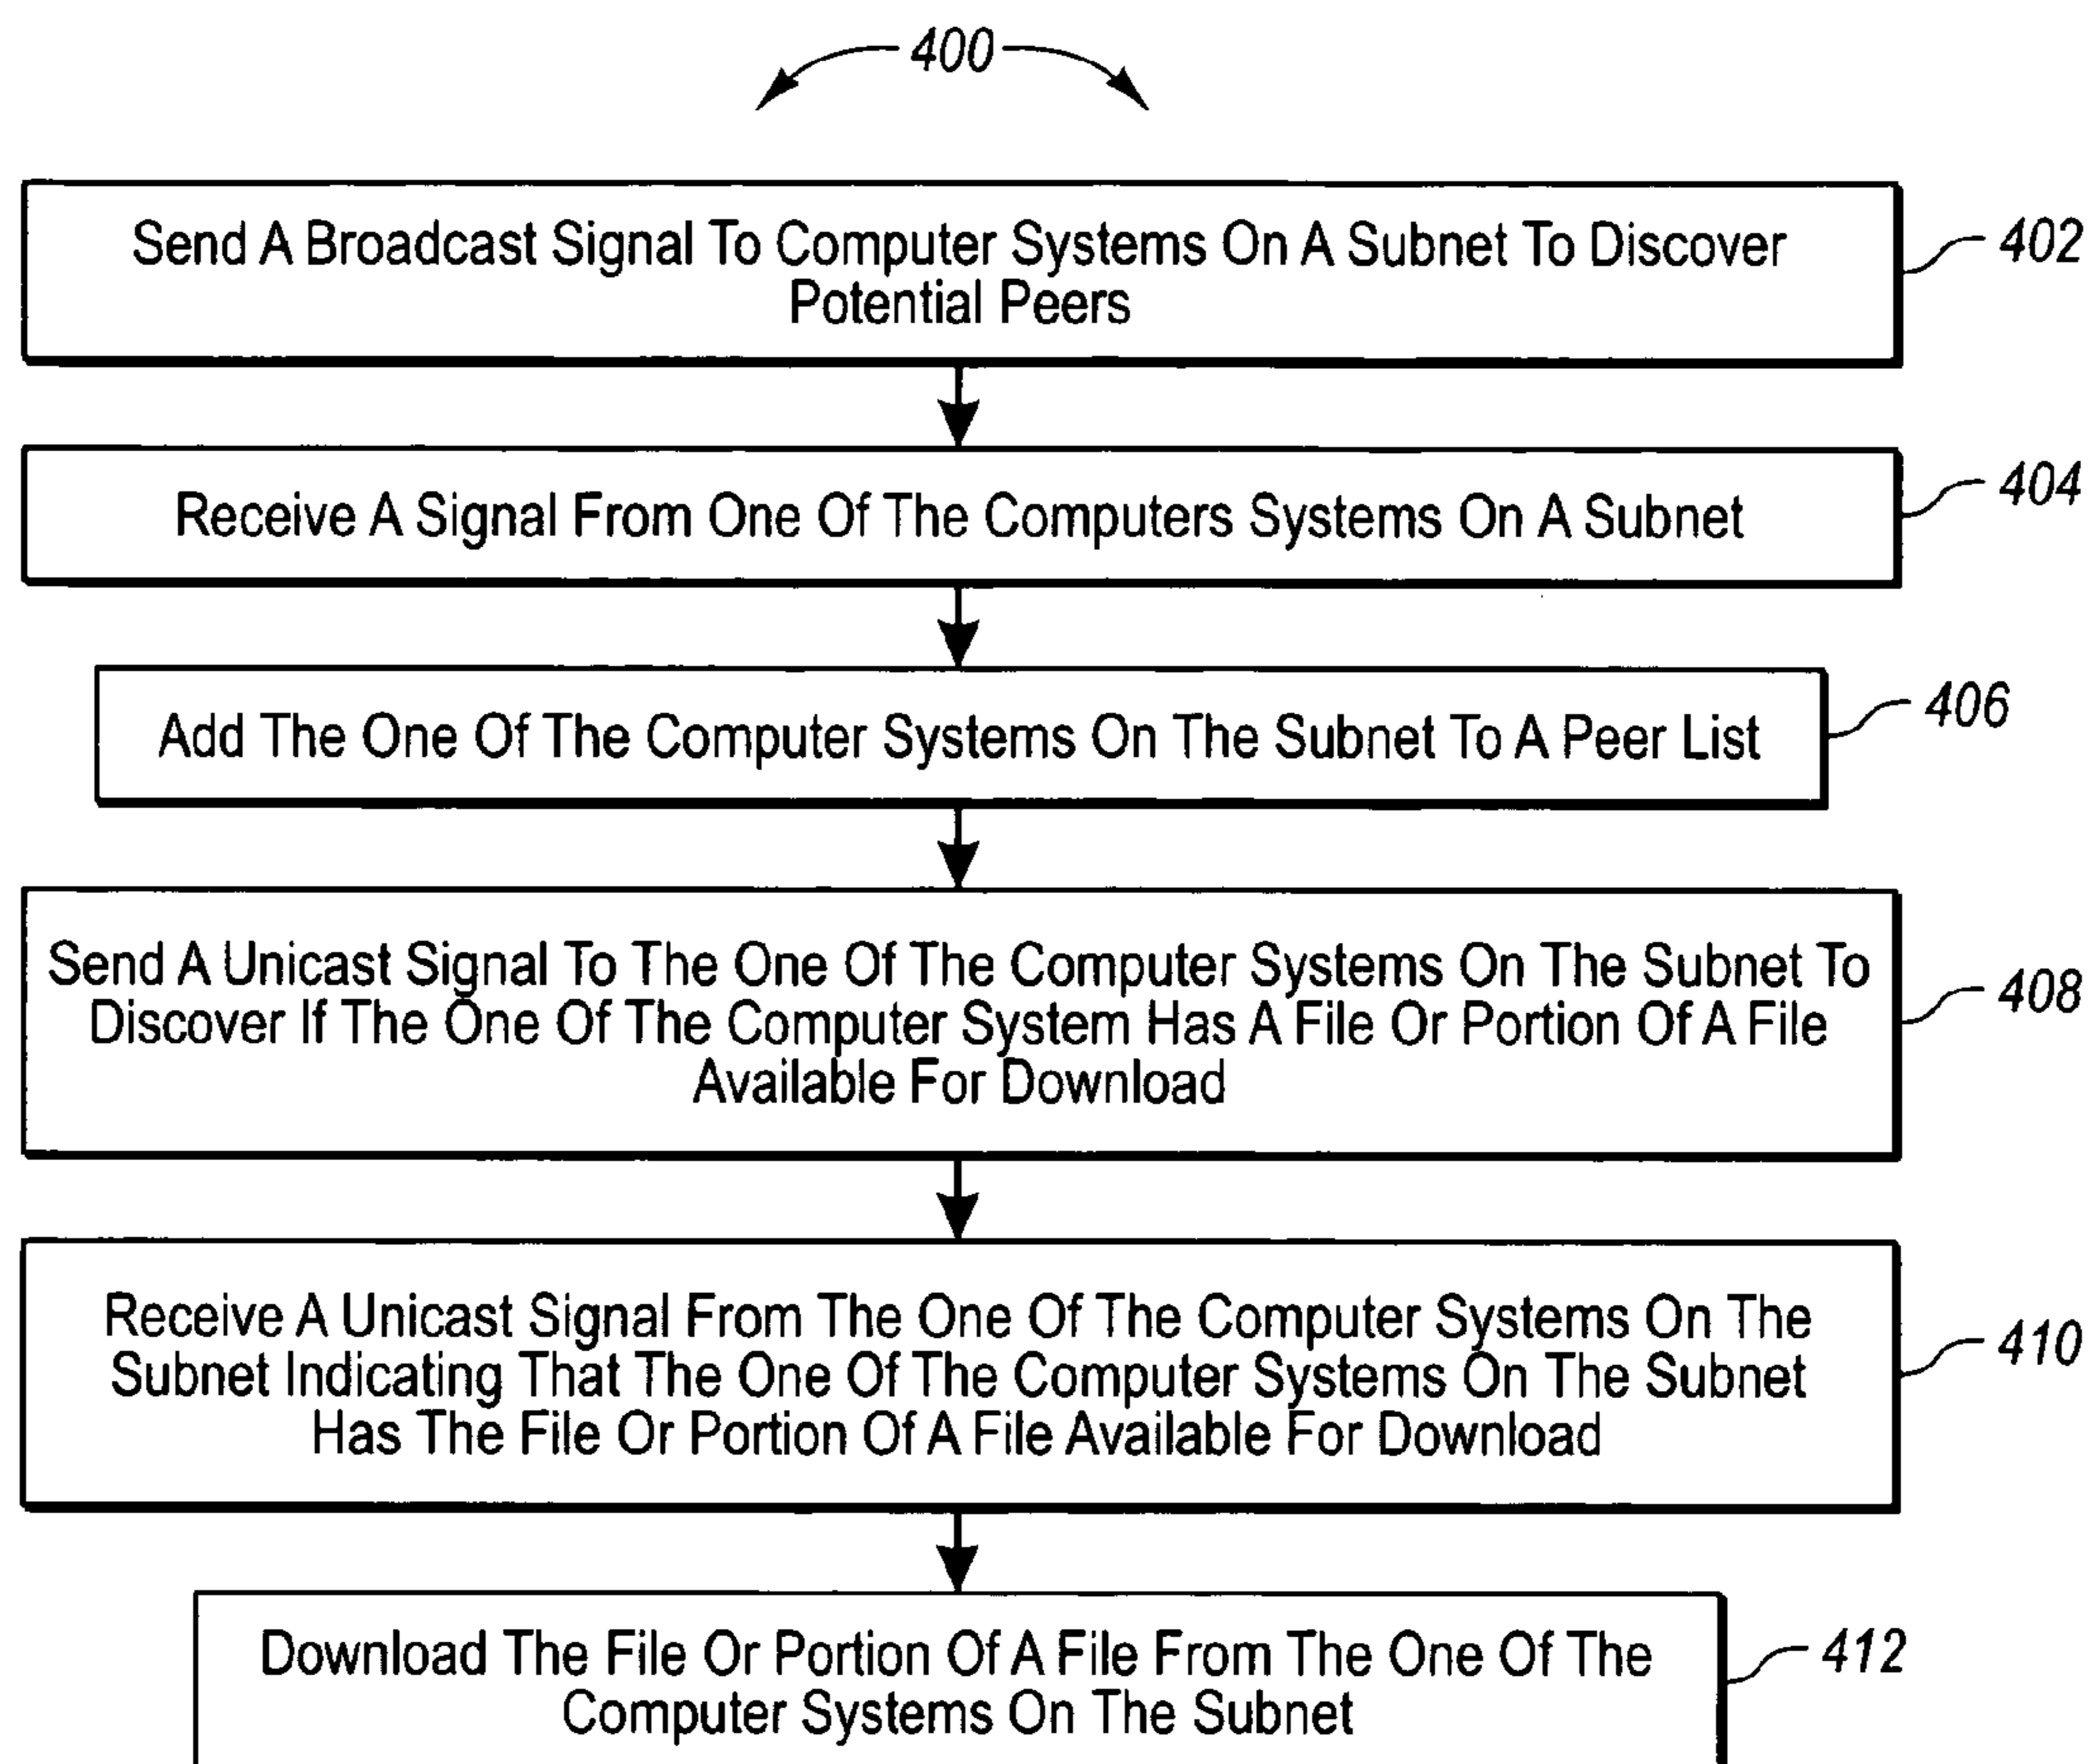 400
Send A Broadcast Signal To Computer Systems On A Subnet To Discover
Potential Peers
402
Receive A Signal From One Of The Computers Systems On A Subnet
404
Add The One Of The Computer Systems On The Subnet To A Peer List
406
Send A Unicast Signal To The One Of The Computer Systems On The Subnet To
Discover If The One Of The Computer System Has A File Or Portion Of A File
Available For Download
408
Receive A Unicast Signal From The One Of The Computer Systems On The
Subnet Indicating That The One Of The Computer Systems On The Subnet
Has The File Or Portion Of A File Available For Download
410
Download The File Or Portion Of A File From The One Of The
Computer Systems On The Subnet
412